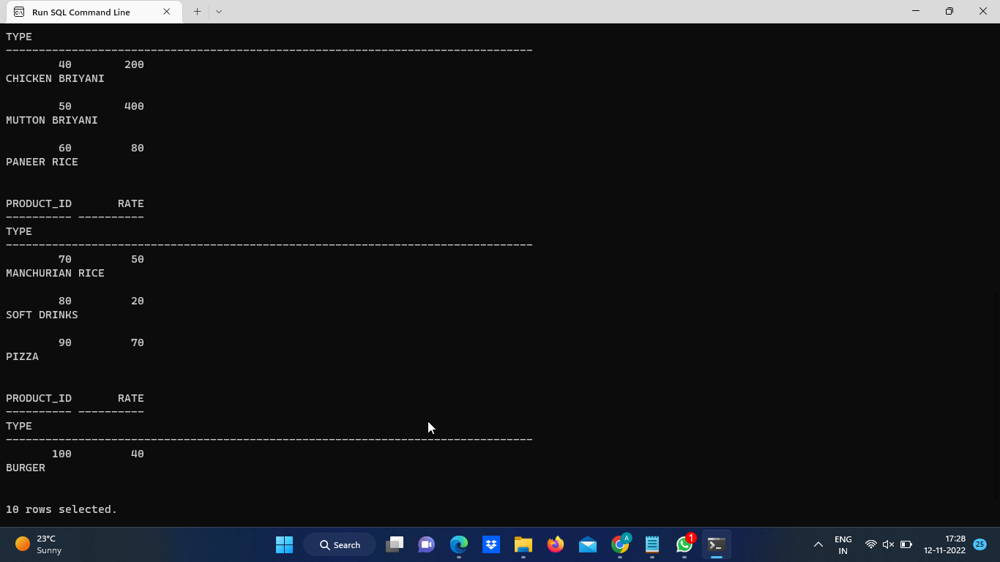 Run SQL Command Line
TYPE
--------------------------------------------------------------------------------
40 200
CHICKEN BRIYANI
50 400
MUTTON BRIYANI
60 80
PANEER RICE
PRODUCT_ID RATE
---------- ----------
TYPE
--------------------------------------------------------------------------------
70 50
MANCHURIAN RICE
80 20
SOFT DRINKS
90 70
PIZZA
PRODUCT_ID RATE
---------- ----------
TYPE
--------------------------------------------------------------------------------
100 40
BURGER
10 rows selected.
23°C
Sunny
Search
A
1
ENG
IN
17:28
12-11-2022
25